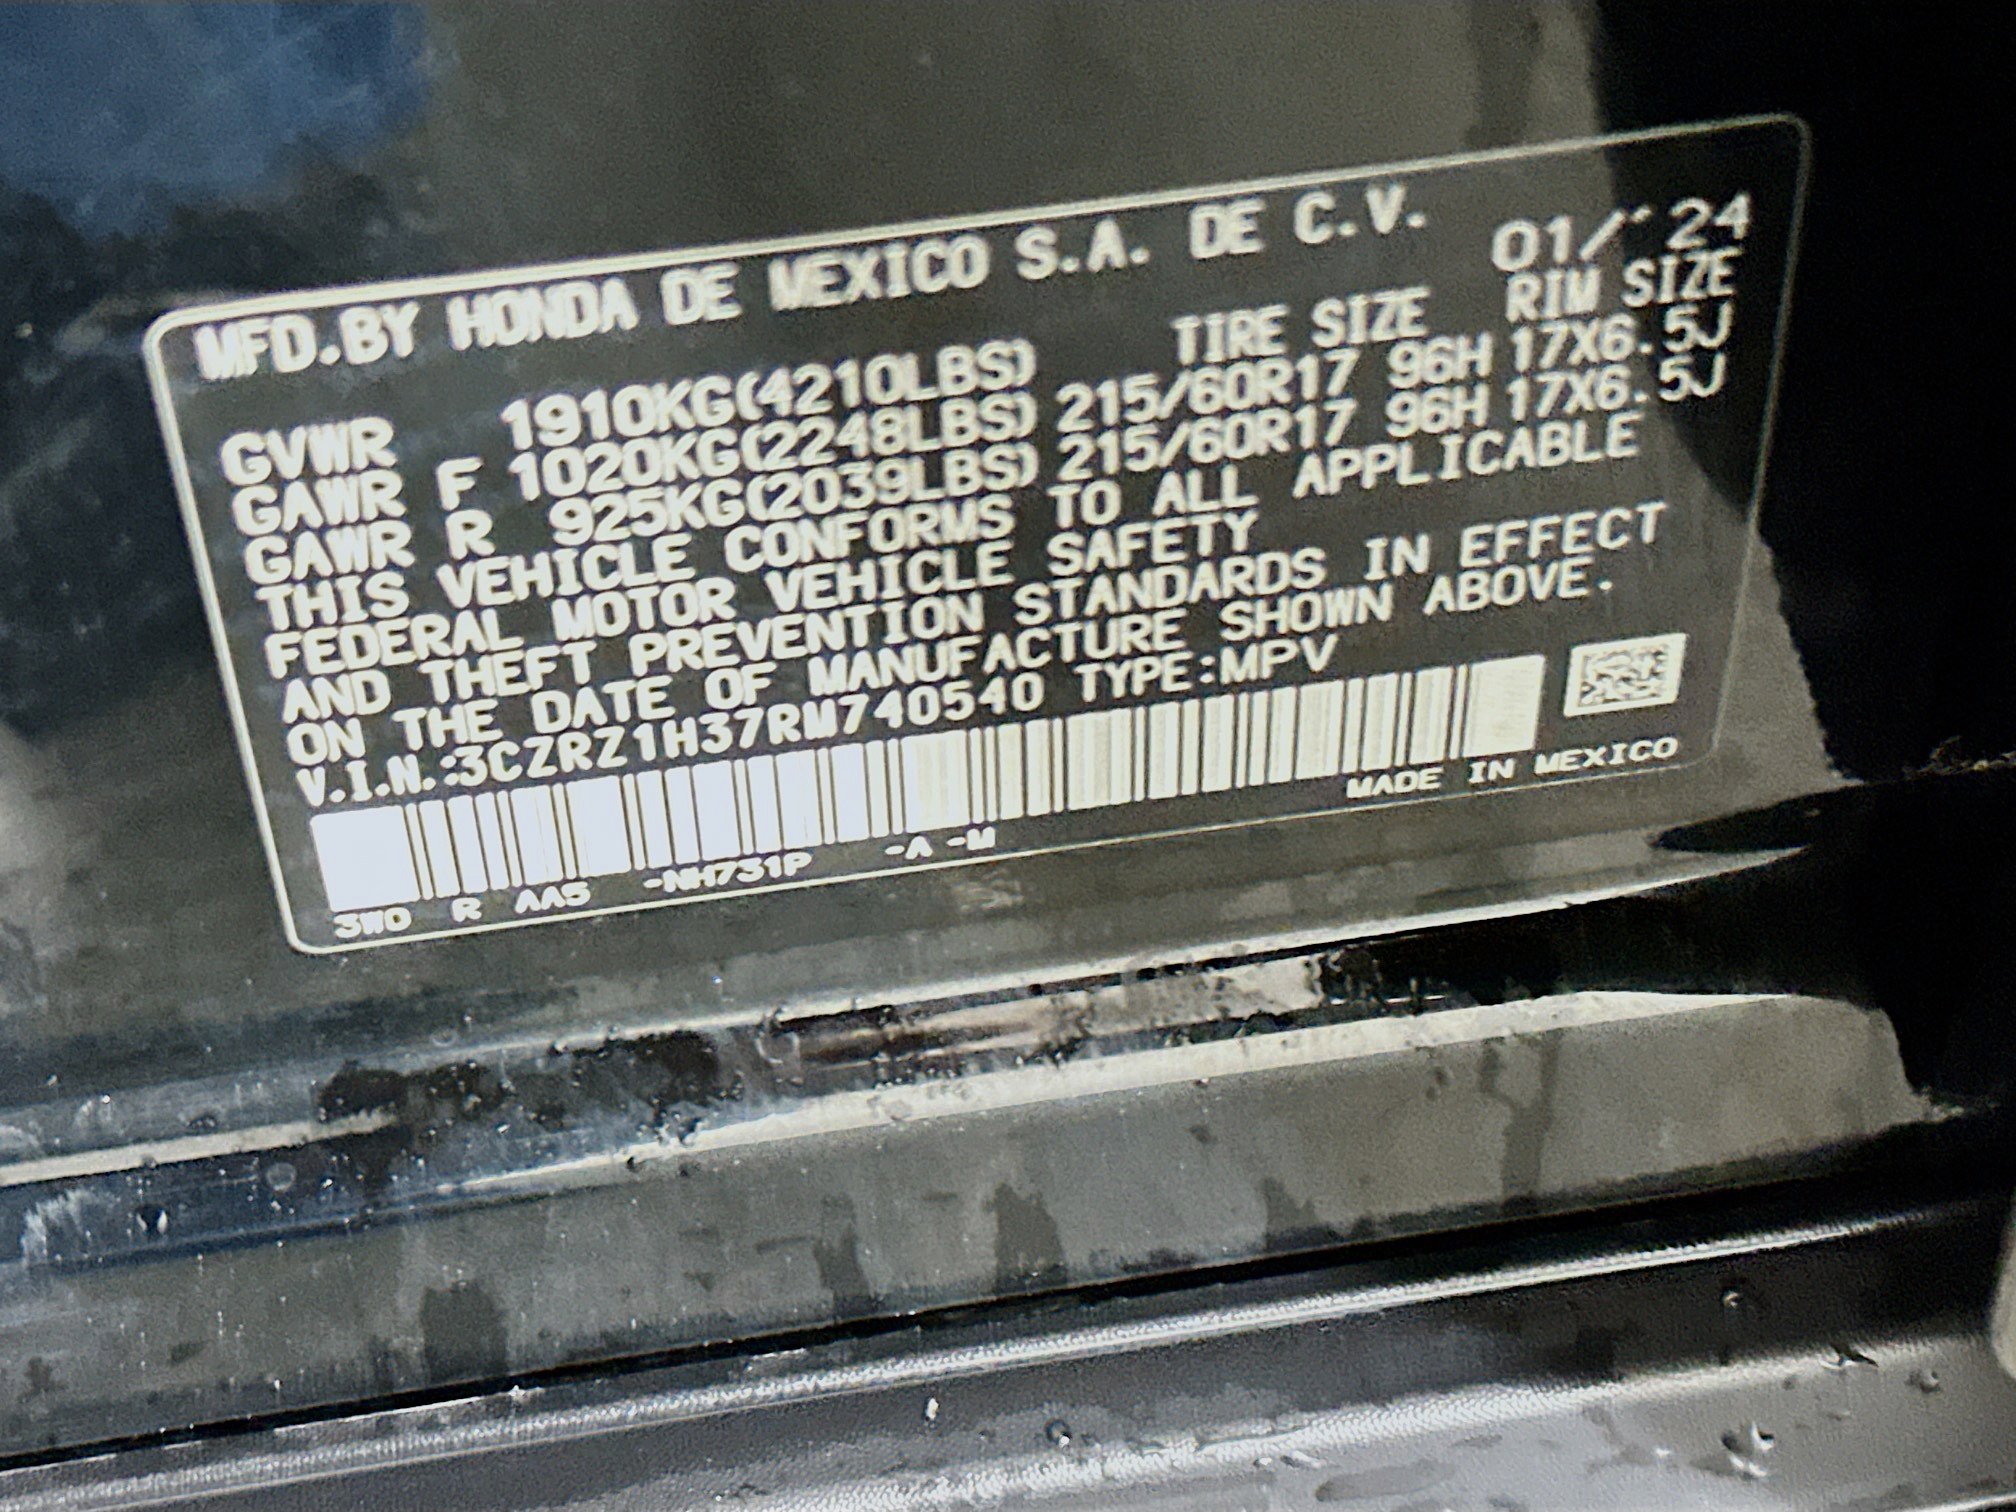 MFD.BY HONDA DE MEXICO S.A. DE C.V. 01/ 24
TIRE SIZE RIM SIZE
GVWR 1910KG(4210LBS)
GAWR F 1020KG(2248LBS) 215/60R17 96H 17X6.5J
GAWR R 925KG(2039LBS) 215/60R17 96H 17X6.5J
THIS VEHICLE CONFORMS TO ALL APPLICABLE
FEDERAL MOTOR VEHICLE SAFETY
AND THEFT PREVENTION STANDARDS IN EFFECT
ON THE DATE OF MANUFACTURE SHOWN ABOVE.
V.I.N.:3CZRZ1H37RM740540 TYPE:MPV
MADE IN MEXICO
3W0 R AA5 -NH731P -A -M